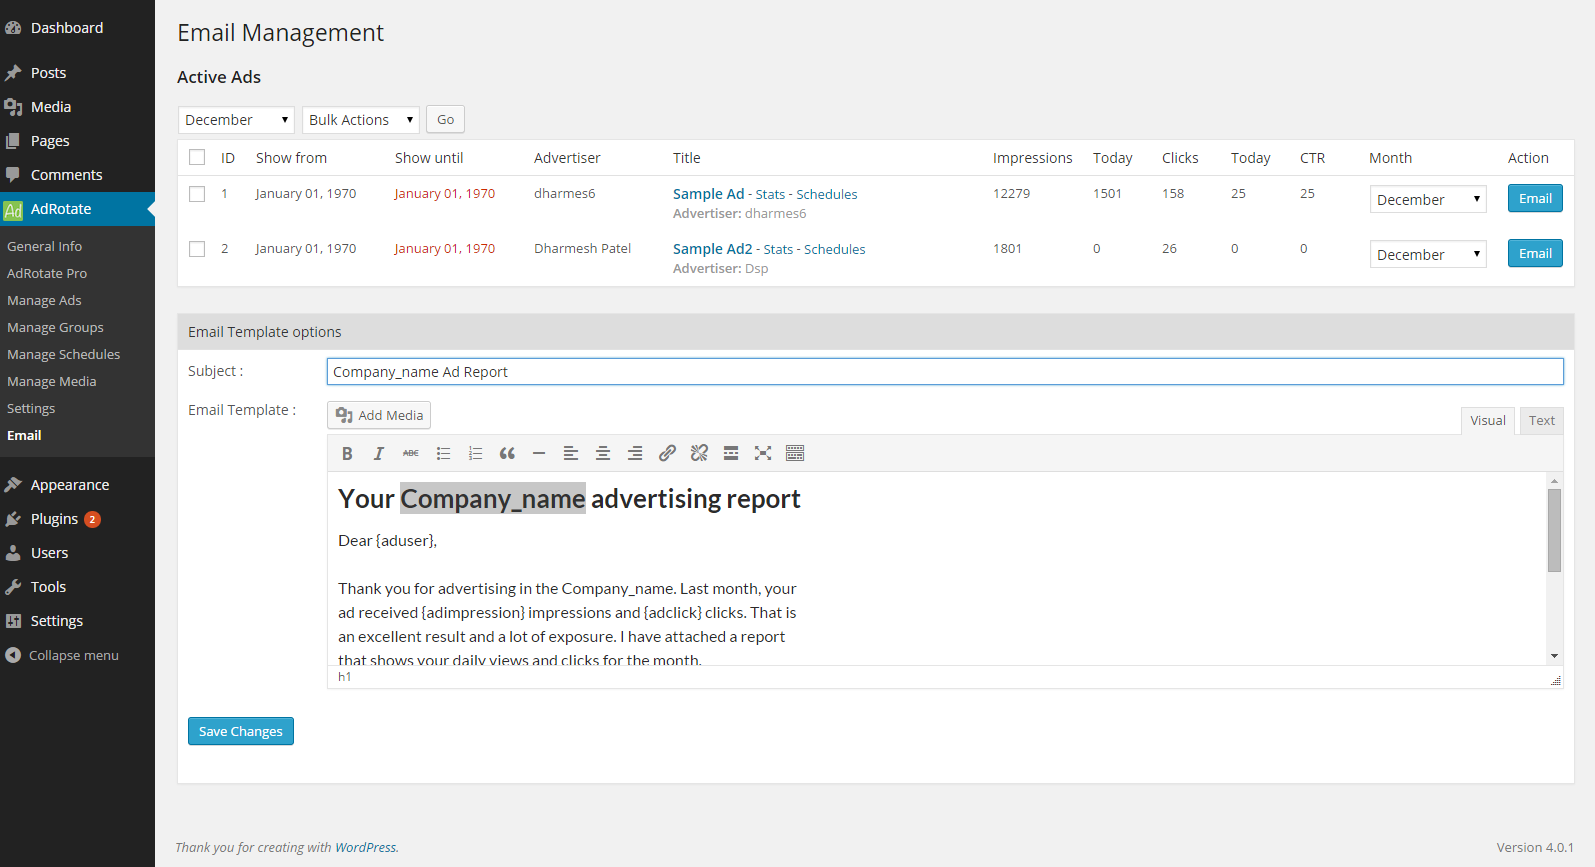 Dashboard
Posts
Media
Pages
Comments
Ad AdRotate
General Info
AdRotate Pro
Manage Ads
Manage Groups
Manage Schedules
Manage Media
Settings
Email
Appearance
Plugins 2
Users
Tools
Settings
Collapse menu
Email Management
Active Ads
December Bulk Actions Go
ID Show from Show until Advertiser Title Impressions Today Clicks Today CTR Month Action
1 January 01, 1970 January 01, 1970 dharmes6 Sample Ad - Stats - Schedules 12279 1501 158 25 25 December Email
Advertiser: dharmes6
2 January 01, 1970 January 01, 1970 Dharmesh Patel Sample Ad2 - Stats - Schedules 1801 0 26 0 0 December Email
Advertiser: Dsp
Email Template options
Subject : Company_name Ad Report
Email Template : Add Media Visual Text
B I ABC
Your Company_name advertising report
Dear {aduser},
Thank you for advertising in the Company_name. Last month, your
ad received {adimpression} impressions and {adclick} clicks. That is
an excellent result and a lot of exposure. I have attached a report
that shows your daily views and clicks for the month.
h1
Save Changes
Thank you for creating with WordPress.
Version 4.0.1